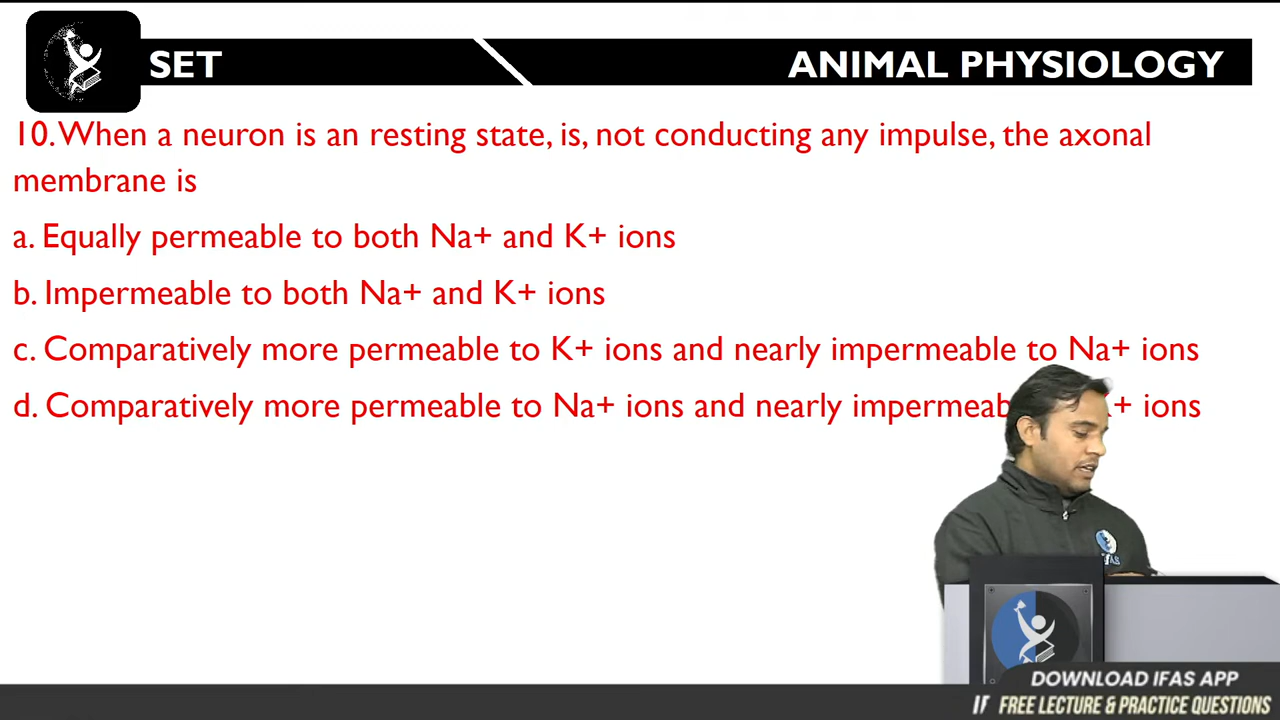 SET
ANIMAL PHYSIOLOGY
10. When a neuron is an resting state, is, not conducting any impulse, the axonal
membrane is
a. Equally permeable to both Na+ and K+ ions
b. Impermeable to both Na+ and K+ ions
c. Comparatively more permeable to K+ ions and nearly impermeable to Na+ ions
d. Comparatively more permeable to Na+ ions and nearly + ions
IFAS
DOWNLOAD IFAS APP
FREE LECTURE & PRACTICE QUESTIONS